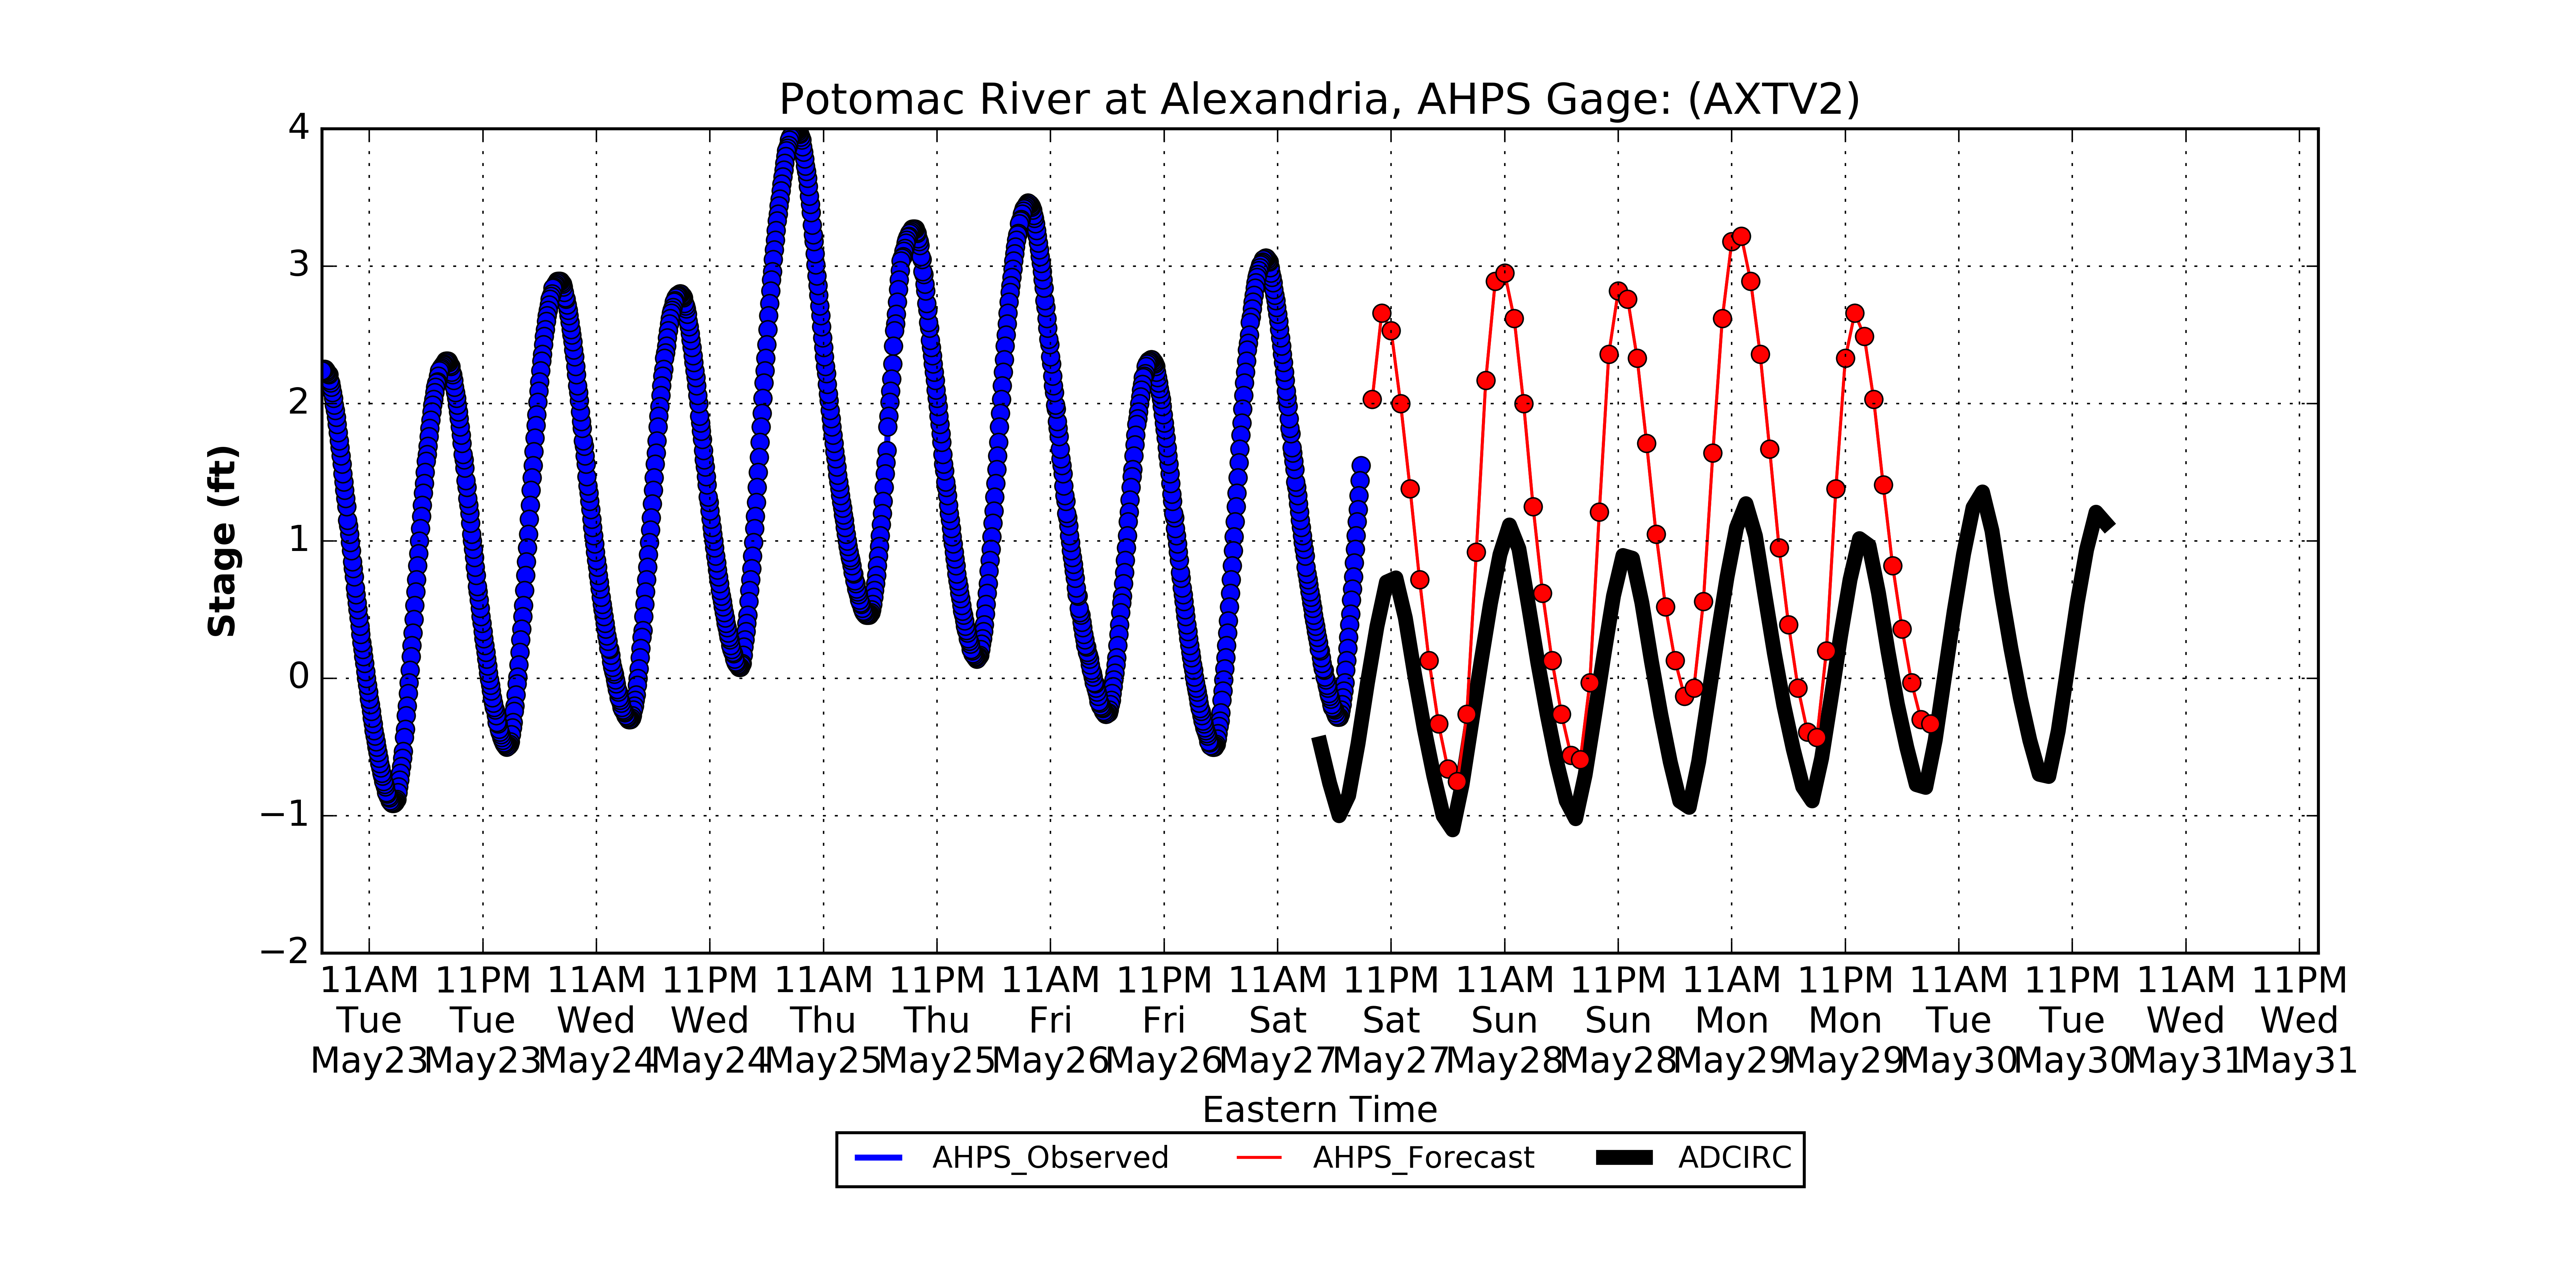 Potomac River at Alexandria, AHPS Gage: (AXTV2)
4
3
2
1
0
−1
−2
Stage (ft)
11AM 11PM 11AM 11PM 11AM 11PM 11AM 11PM 11AM 11PM 11AM 11PM 11AM 11PM 11AM 11PM 11AM 11PM
Tue Tue Wed Wed Thu Thu Fri Fri Sat Sat Sun Sun Mon Mon Tue Tue Wed Wed
May23 May23 May24 May24 May25 May25 May26 May26 May27 May27 May28 May28 May29 May29 May30 May30 May31 May31
Eastern Time
AHPS_Observed AHPS_Forecast ADCIRC